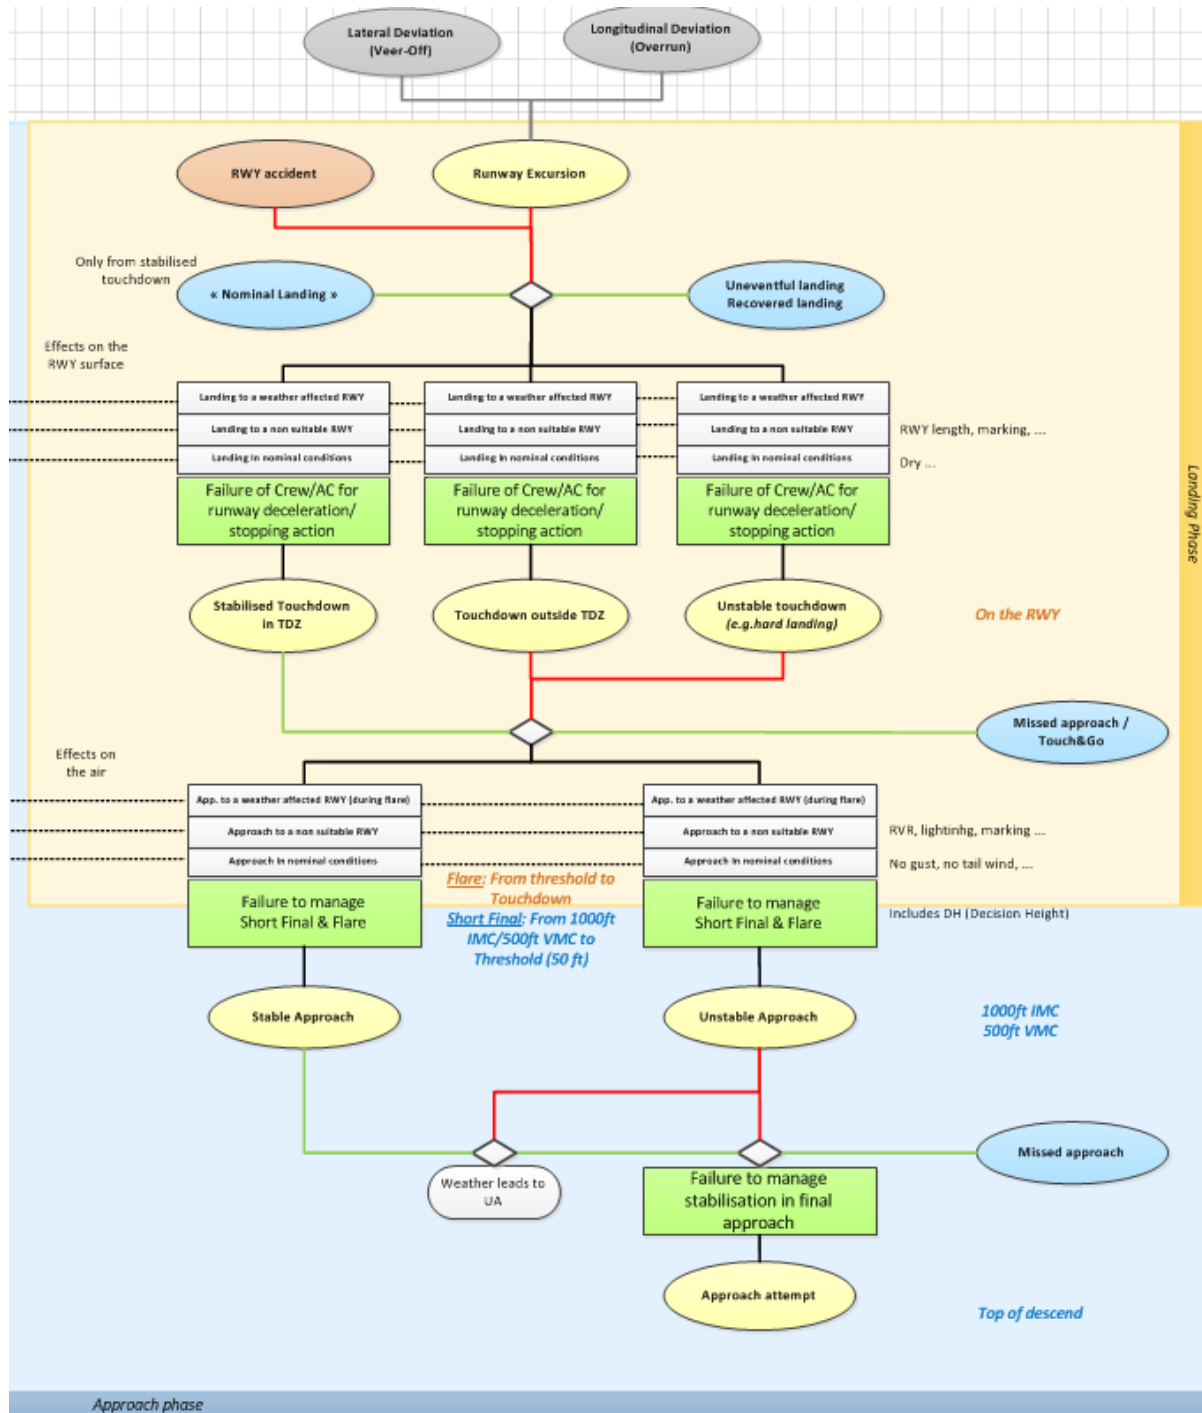 Lateral Deviation
(Veer-Off)
Longitudinal Deviation
(Overrun)
RWY accident
Runway Excursion
Only from stabilised
touchdown
« Nominal Landing »
Uneventful landing
Recovered landing
Effects on the
RWY surface
Landing to a weather affected RWY
Landing to a weather affected RWY
Landing to a weather affected RWY
Landing to a non suitable RWY
Landing to a non suitable RWY
Landing to a non suitable RWY
RWY length, marking, ...
Landing in nominal conditions
Landing in nominal conditions
Landing in nominal conditions
Dry ...
Failure of Crew/AC for
runway deceleration/
stopping action
Failure of Crew/AC for
runway deceleration/
stopping action
Failure of Crew/AC for
runway deceleration/
stopping action
Landing Phase
Stabilised Touchdown
in TDZ
Touchdown outside TDZ
Unstable touchdown
(e.g.hard landing)
On the RWY
Missed approach /
Touch&Go
Effects on
the air
App. to a weather affected RWY (during flare)
App. to a weather affected RWY (during flare)
Approach to a non suitable RWY
Approach to a non suitable RWY
RVR, lightinhg, marking ...
Approach in nominal conditions
Approach in nominal conditions
No gust, no tail wind, ...
Failure to manage
Short Final & Flare
Flare: From threshold to
Touchdown
Short Final: From 1000ft
IMC/500ft VMC to
Threshold (50 ft)
Failure to manage
Short Final & Flare
Includes DH (Decision Height)
Stable Approach
Unstable Approach
1000ft IMC
500ft VMC
Missed approach
Weather leads to
UA
Failure to manage
stabilisation in final
approach
Approach attempt
Top of descend
Approach phase